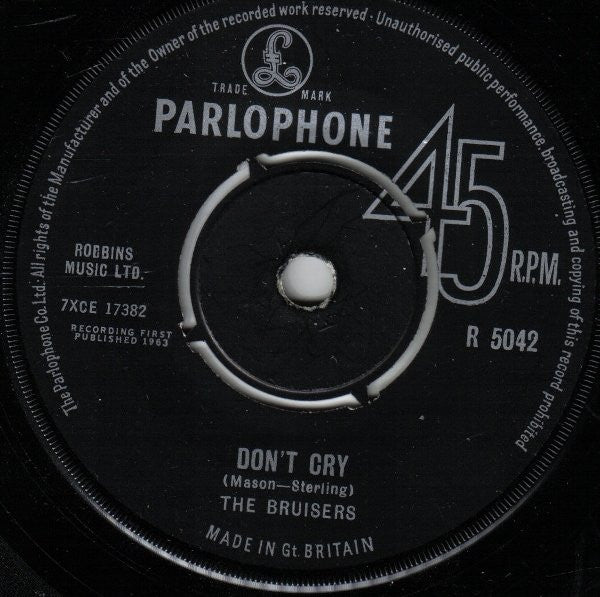 The Parlophone Co. Ltd. All rights of the Manufacturer and of the Owner of the recorded work reserved · Unauthorised public performance, broadcasting and copying of this record prohibited
£
TRADE MARK
PARLOPHONE
45 R.P.M.
ROBBINS
MUSIC LTD.
7XCE 17382
RECORDING FIRST
PUBLISHED 1963
R 5042
DON'T CRY
(Mason—Sterling)
THE BRUISERS
MADE IN Gt. BRITAIN